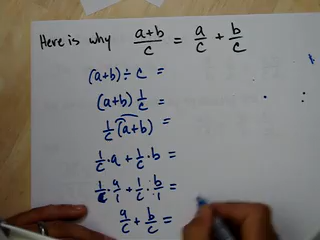 Here is why (a+b)/c = a/c + b/c
(a+b) ÷ c =
(a+b) 1/c =
1/c (a+b) =
1/c · a + 1/c · b =
1/c · a/1 + 1/c · b/1 =
a/c + b/c =